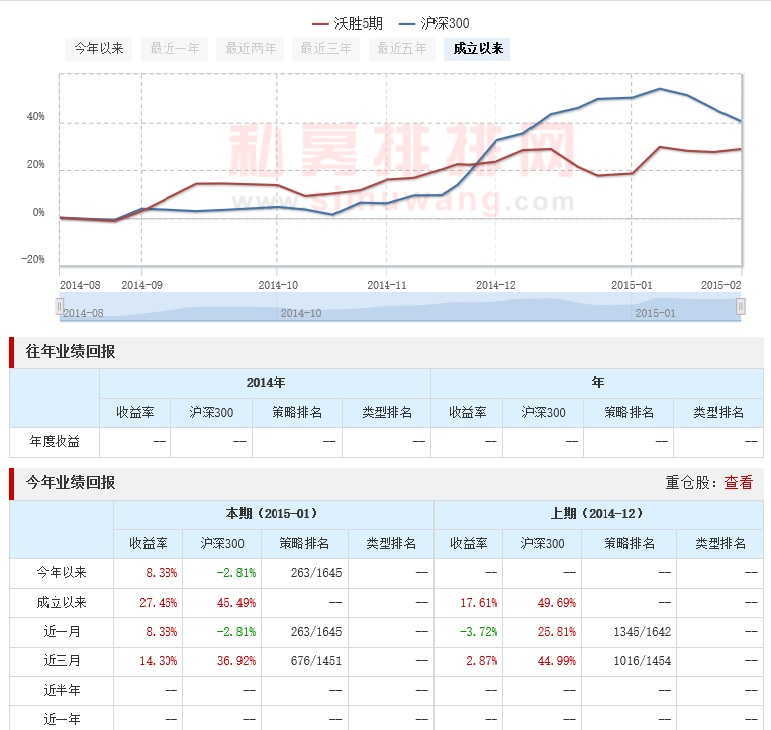 沃胜5期 沪深300
今年以来 最近一年 最近两年 最近三年 最近五年 成立以来
40%
20%
0%
-20%
私募排排网
www.simuwang.com
2014-08 2014-09 2014-10 2014-11 2014-12 2015-01 2015-02
2014-08 2014-10 2015-01
往年业绩回报
2014年 年
收益率 沪深300 策略排名 类型排名 收益率 沪深300 策略排名 类型排名
年度收益 -- -- -- -- -- -- -- --
今年业绩回报 重仓股：查看
本期（2015-01） 上期（2014-12）
收益率 沪深300 策略排名 类型排名 收益率 沪深300 策略排名 类型排名
今年以来 8.38% -2.81% 263/1645 -- -- -- -- --
成立以来 27.46% 45.49% -- -- 17.61% 49.69% -- --
近一月 8.38% -2.81% 263/1645 -- -3.72% 25.81% 1345/1642 --
近三月 14.30% 36.92% 676/1451 -- 2.87% 44.99% 1016/1454 --
近半年 -- -- -- -- -- -- -- --
近一年 -- -- -- -- -- -- -- --